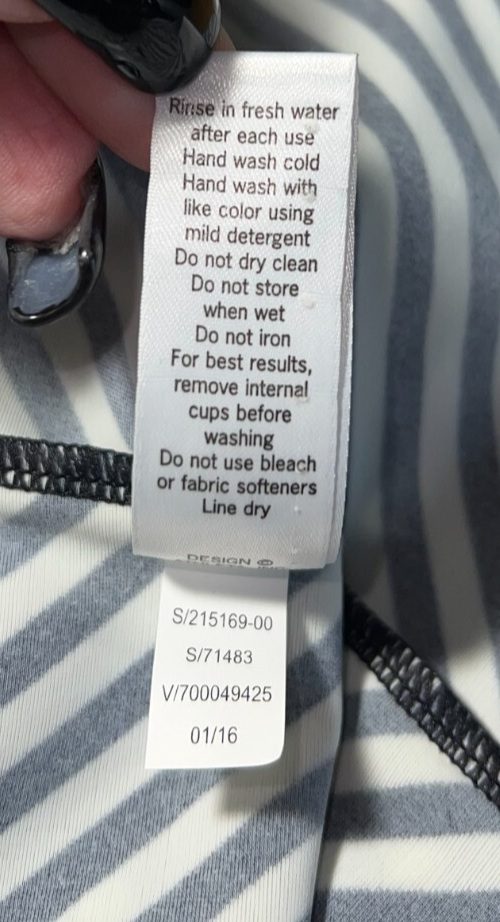 Rinse in fresh water
after each use
Hand wash cold
Hand wash with
like color using
mild detergent
Do not dry clean
Do not store
when wet
Do not iron
For best results,
remove internal
cups before
washing
Do not use bleach
or fabric softeners
Line dry
DESIGN ©
S/215169-00
S/71483
V/700049425
01/16